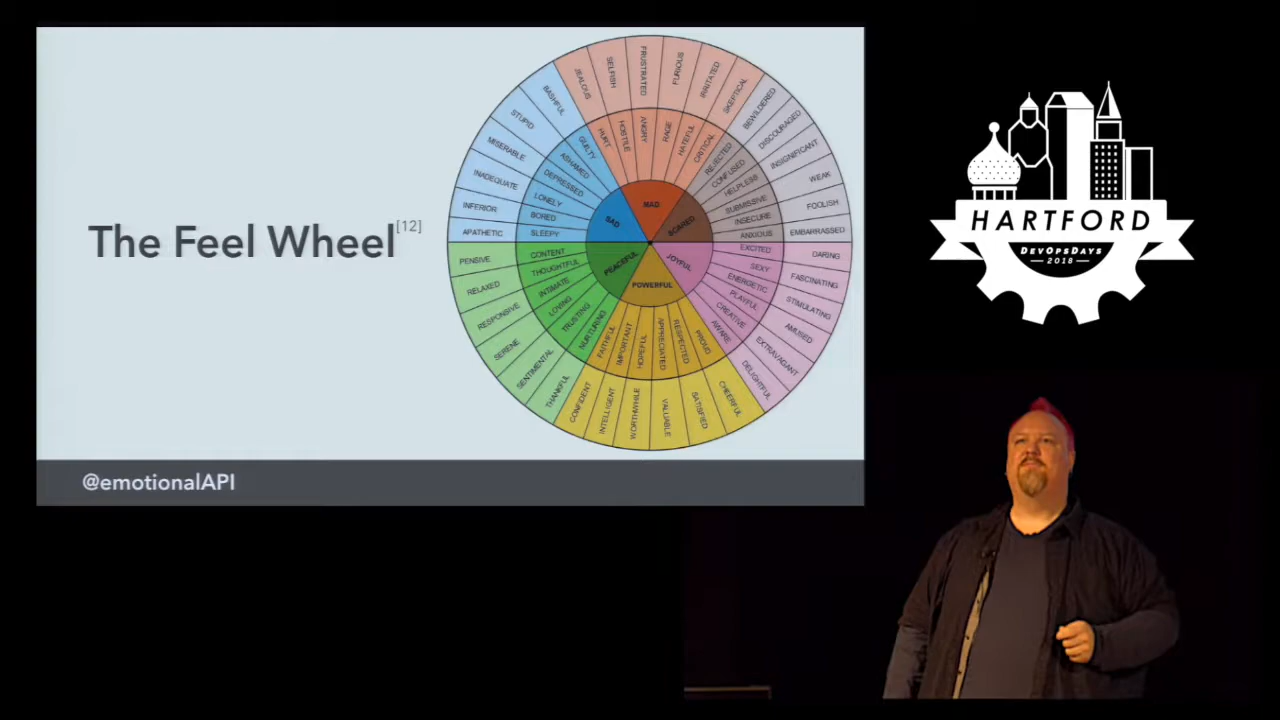 The Feel Wheel[12]
@emotionalAPI
MAD
SCARED
JOYFUL
POWERFUL
PEACEFUL
SAD
HURT
HOSTILE
ANGRY
RAGE
HATEFUL
CRITICAL
REJECTED
CONFUSED
HELPLESS
SUBMISSIVE
INSECURE
ANXIOUS
EXCITED
SEXY
ENERGETIC
PLAYFUL
CREATIVE
AWARE
PROUD
RESPECTED
APPRECIATED
HOPEFUL
IMPORTANT
FAITHFUL
NURTURING
TRUSTING
LOVING
INTIMATE
THOUGHTFUL
CONTENT
SLEEPY
BORED
LONELY
DEPRESSED
ASHAMED
GUILTY
JEALOUS
SELFISH
FRUSTRATED
FURIOUS
IRRITATED
SKEPTICAL
BEWILDERED
DISCOURAGED
INSIGNIFICANT
WEAK
FOOLISH
EMBARRASSED
DARING
FASCINATING
STIMULATING
AMUSED
EXTRAVAGANT
DELIGHTFUL
CHEERFUL
SATISFIED
VALUABLE
WORTHWHILE
INTELLIGENT
CONFIDENT
THANKFUL
SENTIMENTAL
SERENE
RESPONSIVE
RELAXED
PENSIVE
APATHETIC
INFERIOR
INADEQUATE
MISERABLE
STUPID
BASHFUL
HARTFORD
DEVOPSDAYS
2018